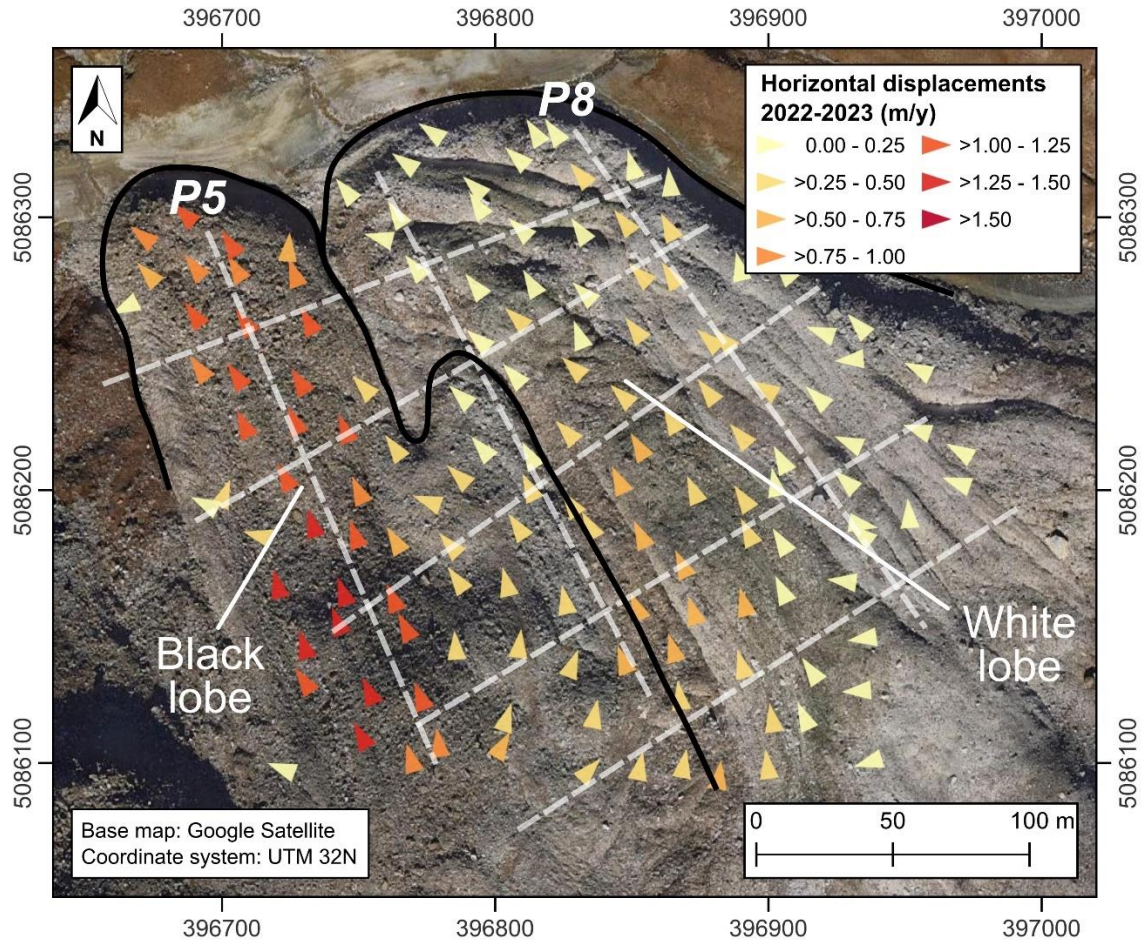 396700 396800 396900 397000
P8
Horizontal displacements
2022-2023 (m/y)
0.00 - 0.25
>0.25 - 0.50
>0.50 - 0.75
>0.75 - 1.00
>1.00 - 1.25
>1.25 - 1.50
>1.50
N
P5
5086300
5086300
5086200
5086200
Black
lobe
White
lobe
5086100
5086100
Base map: Google Satellite
Coordinate system: UTM 32N
0 50 100 m
396700 396800 396900 397000